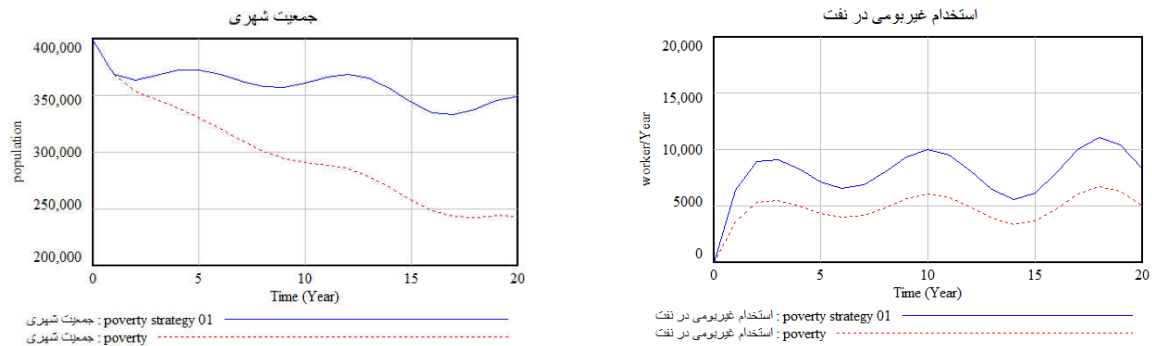 جمعیت شهری
400,000
350,000
300,000
250,000
200,000
population
0 5 10 15 20
Time (Year)
جمعیت شهری : poverty strategy 01
جمعیت شهری : poverty
استخدام غیربومی در نفت
20,000
15,000
10,000
5000
0
worker/Year
0 5 10 15 20
Time (Year)
استخدام غیربومی در نفت : poverty strategy 01
استخدام غیربومی در نفت : poverty